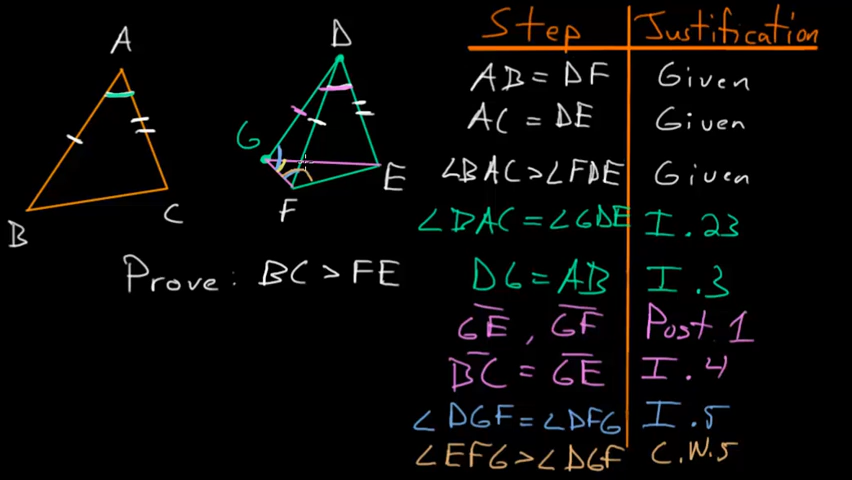 A
D
G
E
F
B
C
Prove: BC > FE
Step Justification
AB = DF Given
AC = DE Given
∠BAC > ∠FDE Given
∠BAC = ∠GDE I.23
DG = AB I.3
GE, GF Post 1
BC = GE I.4
∠DGF = ∠DFG I.5
∠EFG > ∠DGF C.N.5